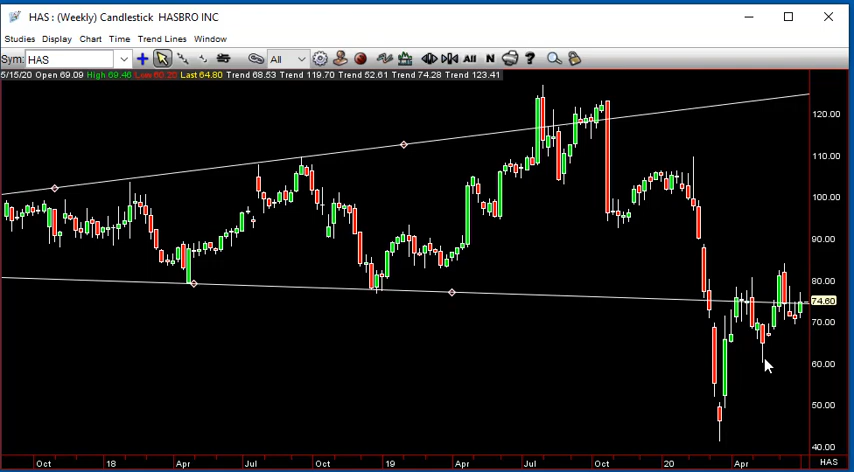 HAS : (Weekly) Candlestick HASBRO INC
Studies Display Chart Time Trend Lines Window
Sym: HAS All All N ?
5/15/20 Open 69.09 High 69.46 Low 60.20 Last 64.80 Trend 68.53 Trend 119.70 Trend 52.61 Trend 74.28 Trend 123.41
120.00
110.00
100.00
90.00
80.00
74.60
70.00
60.00
50.00
40.00
Oct 18 Apr Jul Oct 19 Apr Jul Oct 20 Apr HAS